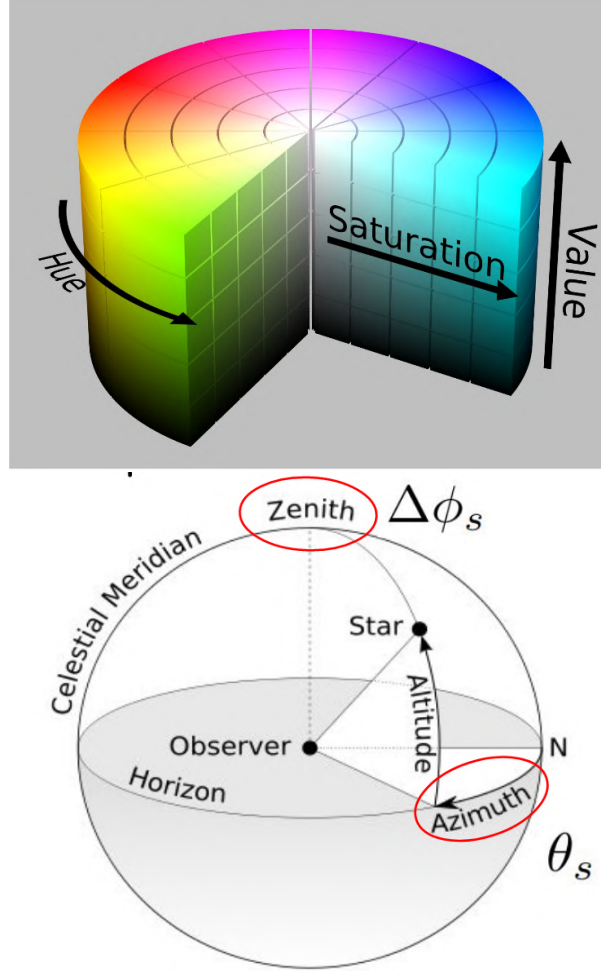 Hue
Saturation
Value
Zenith
Δϕₛ
Celestial Meridian
Star
Altitude
Observer
N
Horizon
Azimuth
θₛ